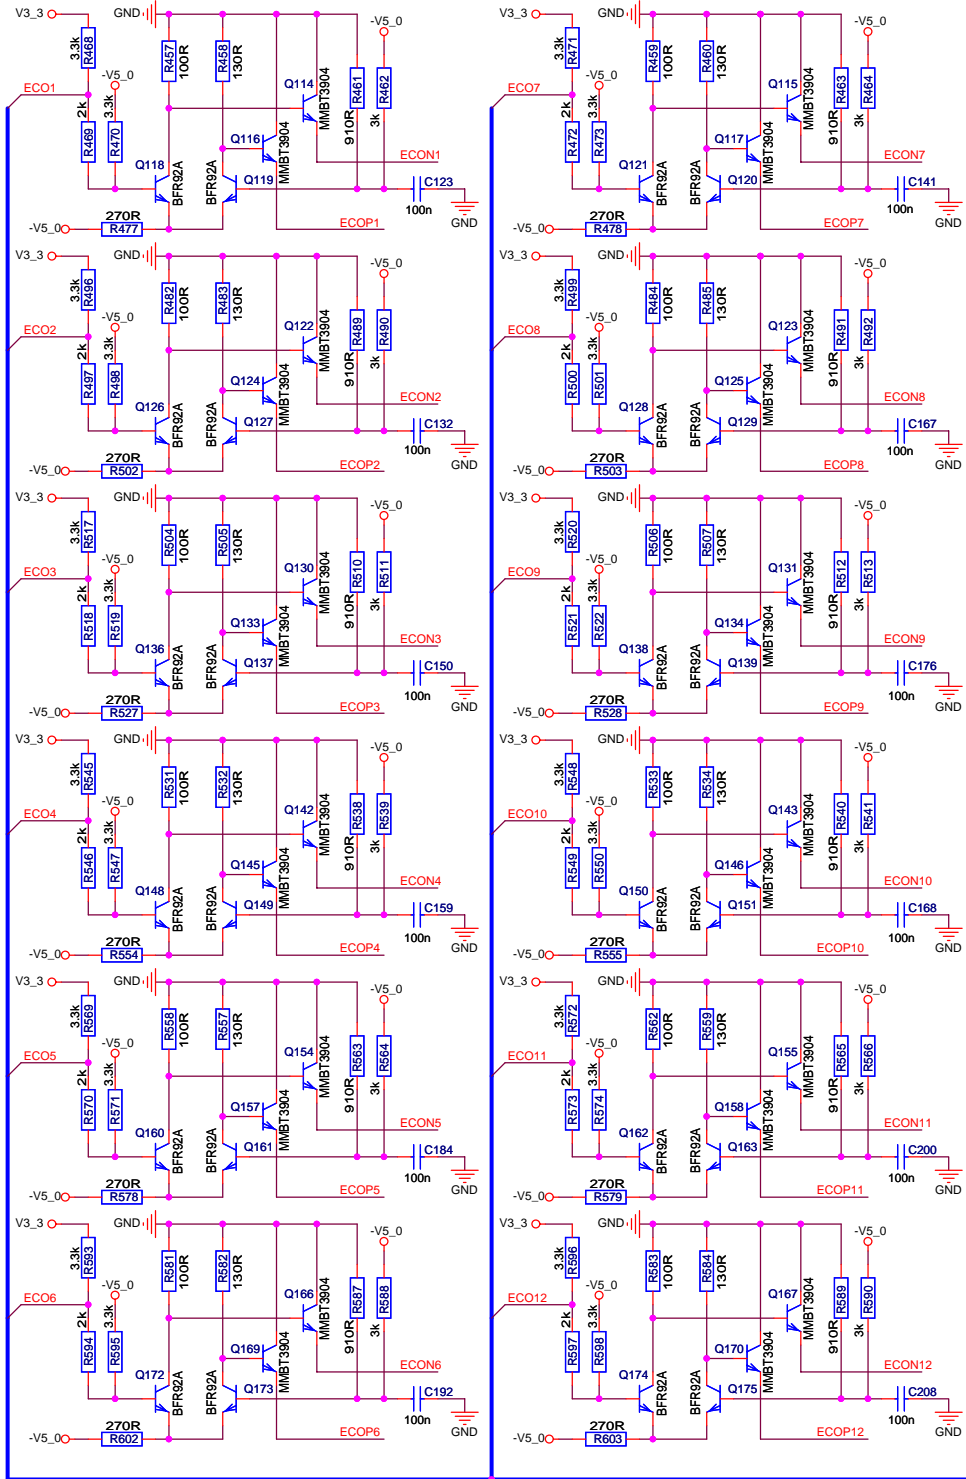 V3_3
GND
-V5_0
3.3k
R468
R457
100R
R458
130R
Q114
MMBT3904
R461
R462
ECO1
-V5_0
2k
R469
3.3k
R470
Q116
MMBT3904
910R
3k
ECON1
Q118
BFR92A
BFR92A
Q119
C123
100n
GND
270R
-V5_0
R477
ECOP1
V3_3
GND
-V5_0
3.3k
R471
R459
100R
R460
130R
Q115
MMBT3904
R463
R464
ECO7
-V5_0
2k
R472
3.3k
R473
Q117
MMBT3904
910R
3k
ECON7
Q121
BFR92A
BFR92A
Q120
C141
100n
GND
270R
-V5_0
R478
ECOP7
V3_3
GND
-V5_0
3.3k
R496
R482
100R
R483
130R
Q122
MMBT3904
R489
R490
ECO2
-V5_0
2k
R497
3.3k
R498
Q124
MMBT3904
910R
3k
ECON2
Q126
BFR92A
BFR92A
Q127
C132
100n
GND
270R
-V5_0
R502
ECOP2
V3_3
GND
-V5_0
3.3k
R499
R484
100R
R485
130R
Q123
MMBT3904
R491
R492
ECO8
-V5_0
2k
R500
3.3k
R501
Q125
MMBT3904
910R
3k
ECON8
Q128
BFR92A
BFR92A
Q129
C167
100n
GND
270R
-V5_0
R503
ECOP8
V3_3
GND
-V5_0
3.3k
R517
R504
100R
R505
130R
Q130
MMBT3904
R510
R511
ECO3
-V5_0
2k
R518
3.3k
R519
Q133
MMBT3904
910R
3k
ECON3
Q136
BFR92A
BFR92A
Q137
C150
100n
GND
270R
-V5_0
R527
ECOP3
V3_3
GND
-V5_0
3.3k
R520
R506
100R
R507
130R
Q131
MMBT3904
R512
R513
ECO9
-V5_0
2k
R521
3.3k
R522
Q134
MMBT3904
910R
3k
ECON9
Q138
BFR92A
BFR92A
Q139
C176
100n
GND
270R
-V5_0
R528
ECOP9
V3_3
GND
-V5_0
3.3k
R545
R531
100R
R532
130R
Q142
MMBT3904
R538
R539
ECO4
-V5_0
2k
R546
3.3k
R547
Q145
MMBT3904
910R
3k
ECON4
Q148
BFR92A
BFR92A
Q149
C159
100n
GND
270R
-V5_0
R554
ECOP4
V3_3
GND
-V5_0
3.3k
R548
R533
100R
R534
130R
Q143
MMBT3904
R540
R541
ECO10
-V5_0
2k
R549
3.3k
R550
Q146
MMBT3904
910R
3k
ECON10
Q150
BFR92A
BFR92A
Q151
C168
100n
GND
270R
-V5_0
R555
ECOP10
V3_3
GND
-V5_0
3.3k
R569
R558
100R
R557
130R
Q154
MMBT3904
R563
R564
ECO5
-V5_0
2k
R570
3.3k
R571
Q157
MMBT3904
910R
3k
ECON5
Q160
BFR92A
BFR92A
Q161
C184
100n
GND
270R
-V5_0
R578
ECOP5
V3_3
GND
-V5_0
3.3k
R572
R562
100R
R559
130R
Q155
MMBT3904
R565
R566
ECO11
-V5_0
2k
R573
3.3k
R574
Q158
MMBT3904
910R
3k
ECON11
Q162
BFR92A
BFR92A
Q163
C200
100n
GND
270R
-V5_0
R579
ECOP11
V3_3
GND
-V5_0
3.3k
R593
R581
100R
R582
130R
Q166
MMBT3904
R587
R588
ECO6
-V5_0
2k
R594
3.3k
R595
Q169
MMBT3904
910R
3k
ECON6
Q172
BFR92A
BFR92A
Q173
C192
100n
GND
270R
-V5_0
R602
ECOP6
V3_3
GND
-V5_0
3.3k
R596
R583
100R
R584
130R
Q167
MMBT3904
R589
R590
ECO12
-V5_0
2k
R597
3.3k
R598
Q170
MMBT3904
910R
3k
ECON12
Q174
BFR92A
BFR92A
Q175
C208
100n
GND
270R
-V5_0
R603
ECOP12